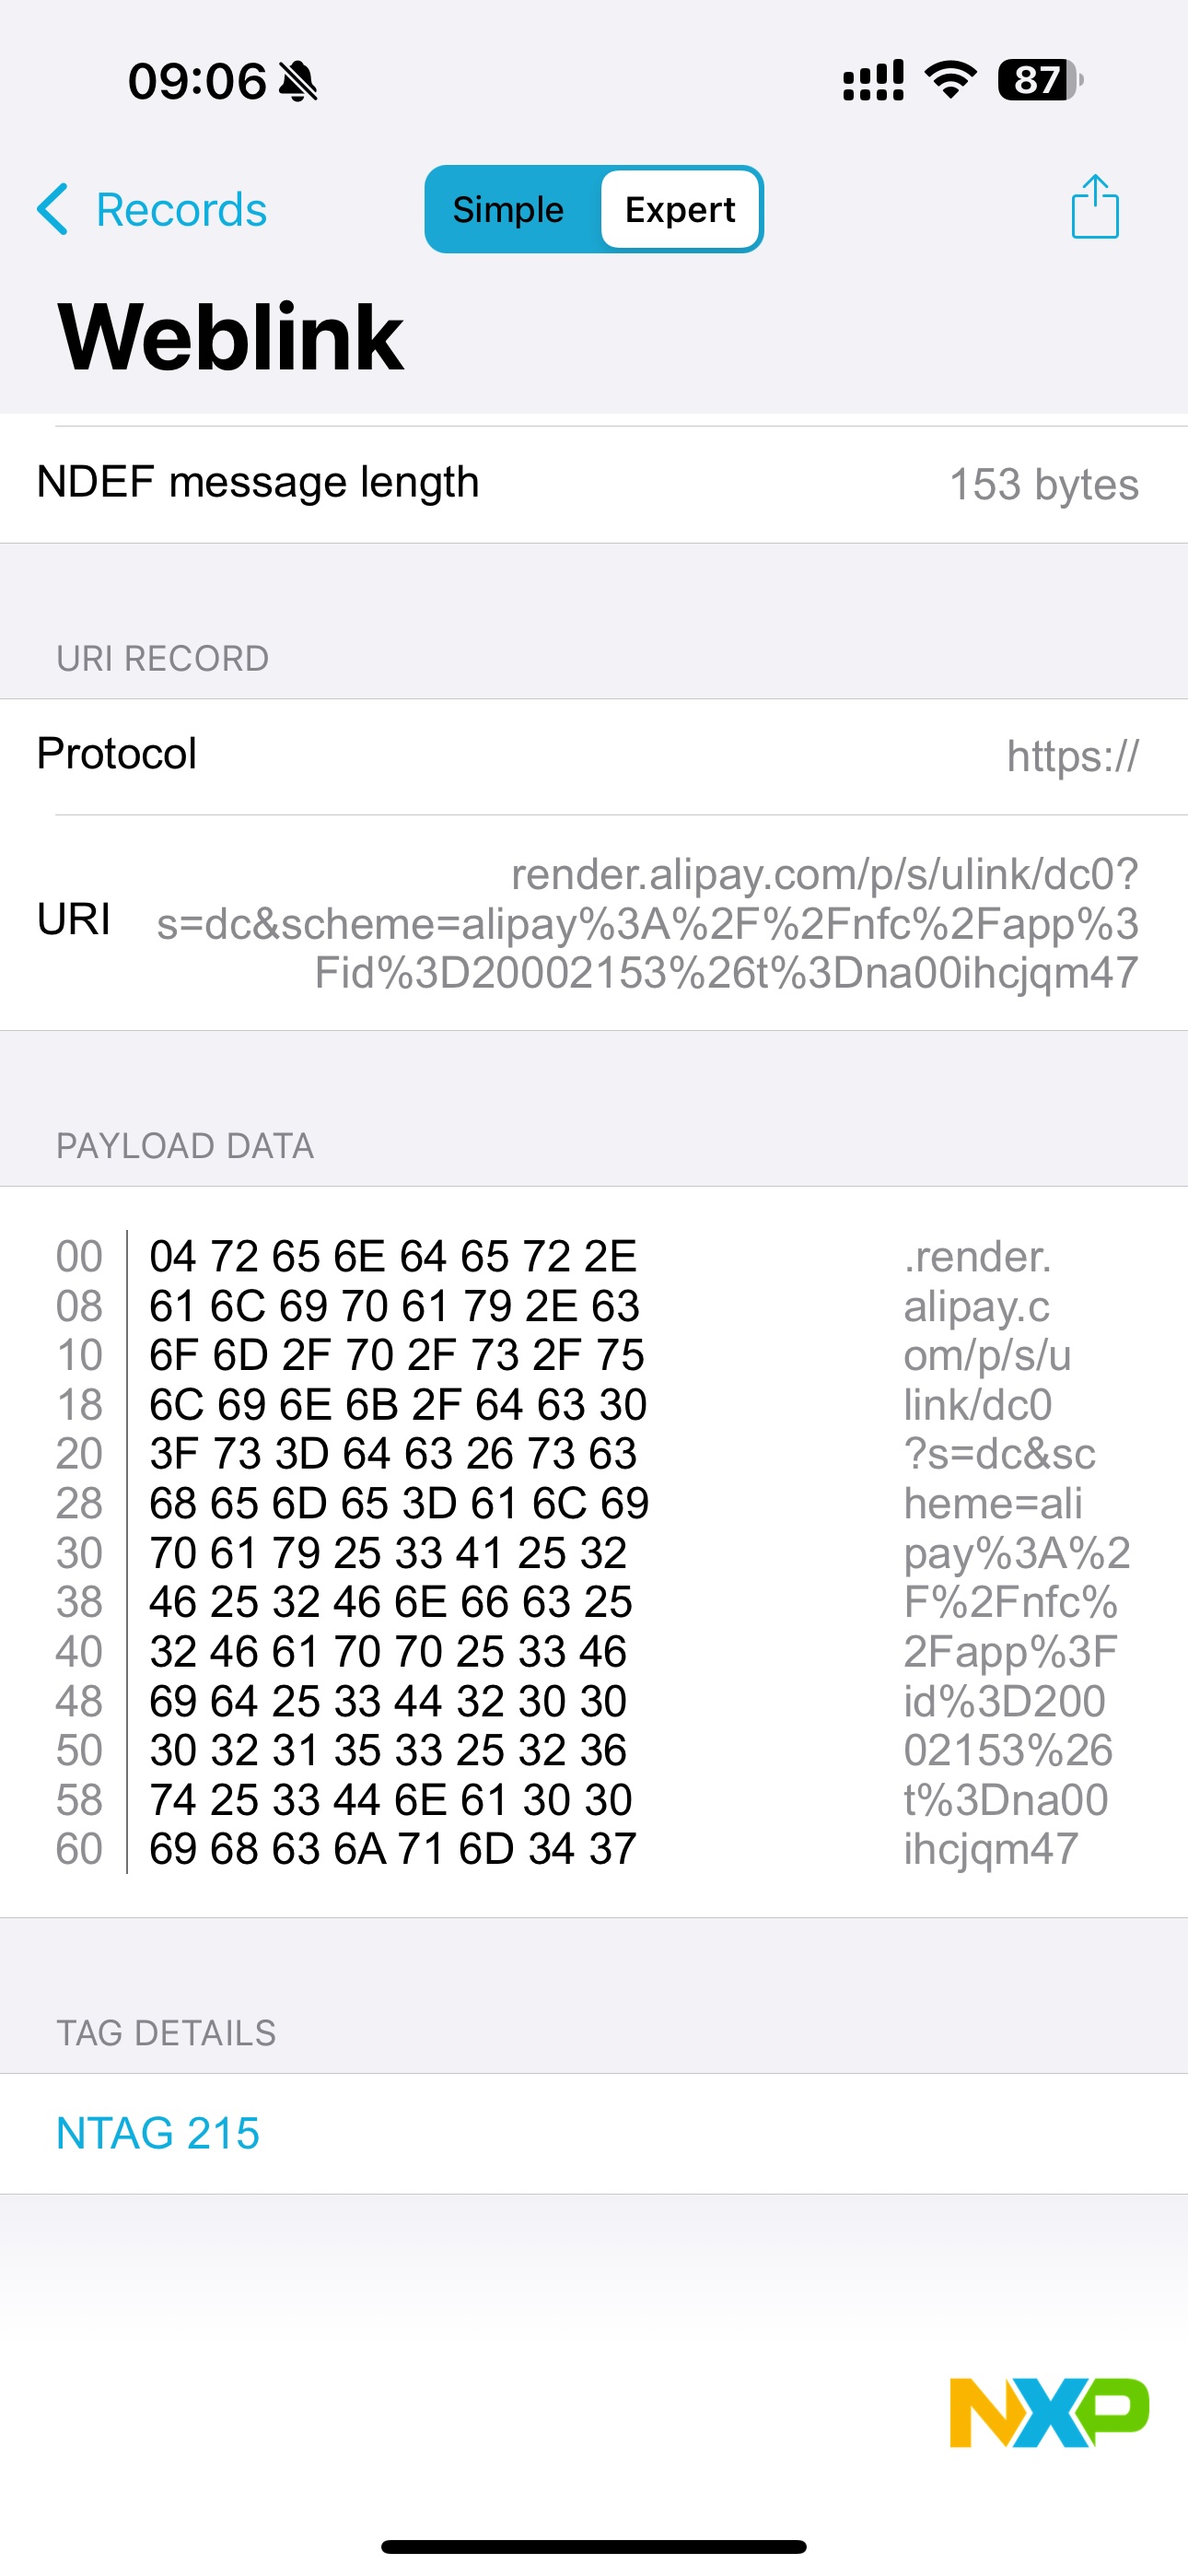 09:06
87
Records
Simple
Expert
Weblink
NDEF message length
153 bytes
URI RECORD
Protocol
https://
URI
render.alipay.com/p/s/ulink/dc0?
s=dc&scheme=alipay%3A%2F%2Fnfc%2Fapp%3
Fid%3D20002153%26t%3Dna00ihcjqm47
PAYLOAD DATA
00 04 72 65 6E 64 65 72 2E .render.
08 61 6C 69 70 61 79 2E 63 alipay.c
10 6F 6D 2F 70 2F 73 2F 75 om/p/s/u
18 6C 69 6E 6B 2F 64 63 30 link/dc0
20 3F 73 3D 64 63 26 73 63 ?s=dc&sc
28 68 65 6D 65 3D 61 6C 69 heme=ali
30 70 61 79 25 33 41 25 32 pay%3A%2
38 46 25 32 46 6E 66 63 25 F%2Fnfc%
40 32 46 61 70 70 25 33 46 2Fapp%3F
48 69 64 25 33 44 32 30 30 id%3D200
50 30 32 31 35 33 25 32 36 02153%26
58 74 25 33 44 6E 61 30 30 t%3Dna00
60 69 68 63 6A 71 6D 34 37 ihcjqm47
TAG DETAILS
NTAG 215
NXP